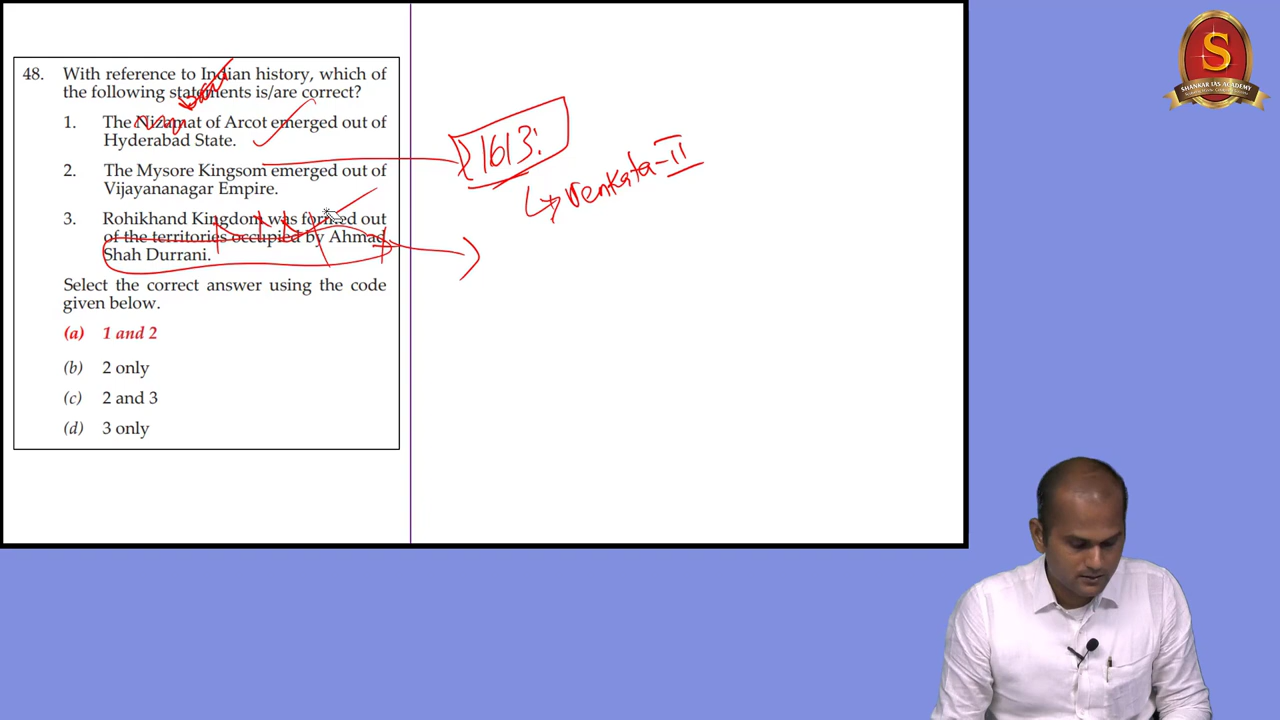 48. With reference to Indian history, which of
the following statements is/are correct?
1. The Nizamat of Arcot emerged out of
Hyderabad State.
2. The Mysore Kingsom emerged out of
Vijayananagar Empire.
3. Rohikhand Kingdom was formed out
of the territories occupied by Ahmad
Shah Durrani.
Select the correct answer using the code
given below.
(a) 1 and 2
(b) 2 only
(c) 2 and 3
(d) 3 only
1613:
Venkata-II
S
SHANKAR IAS ACADEMY